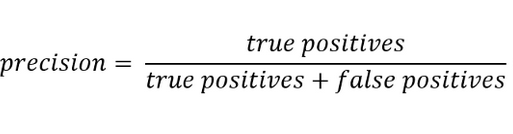 precision = true positives / true positives + false positives